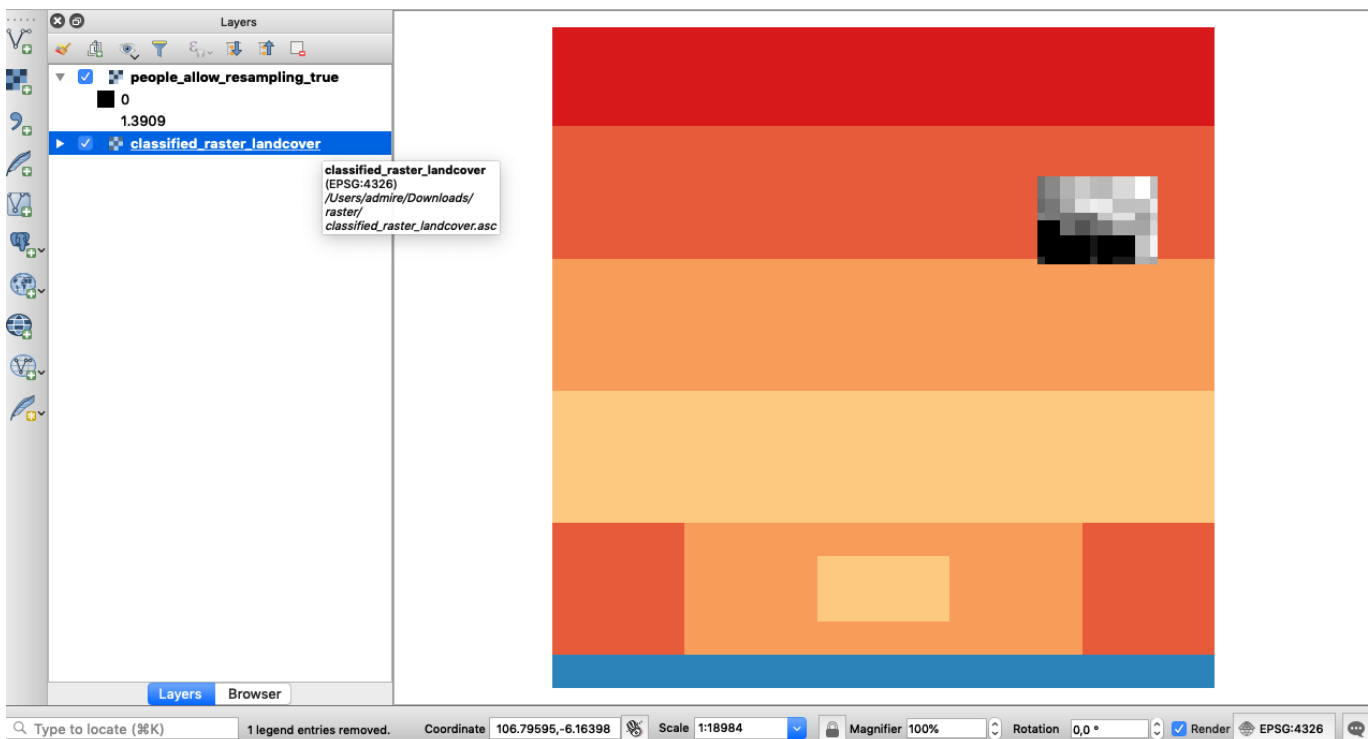 Layers
people_allow_resampling_true
0
1.3909
classified_raster_landcover
classified_raster_landcover
(EPSG:4326)
/Users/admire/Downloads/
raster/
classified_raster_landcover.asc
Layers Browser
Type to locate (⌘K) 1 legend entries removed. Coordinate 106.79595,-6.16398 Scale 1:18984 Magnifier 100% Rotation 0,0 ° Render EPSG:4326